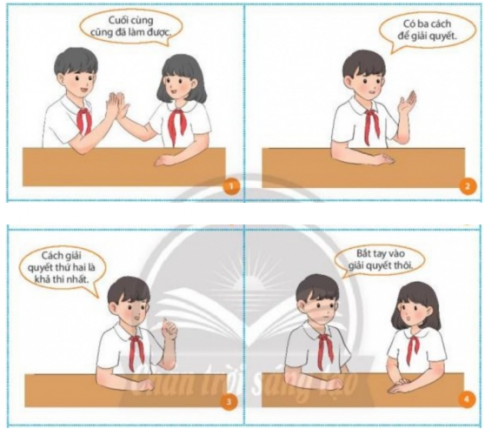 Cuối cùng
cũng đã làm được.
1
Có ba cách
để giải quyết.
2
Cách giải
quyết thứ hai là
khả thi nhất.
3
Bắt tay vào
giải quyết thôi.
4
Chân trời sáng tạo